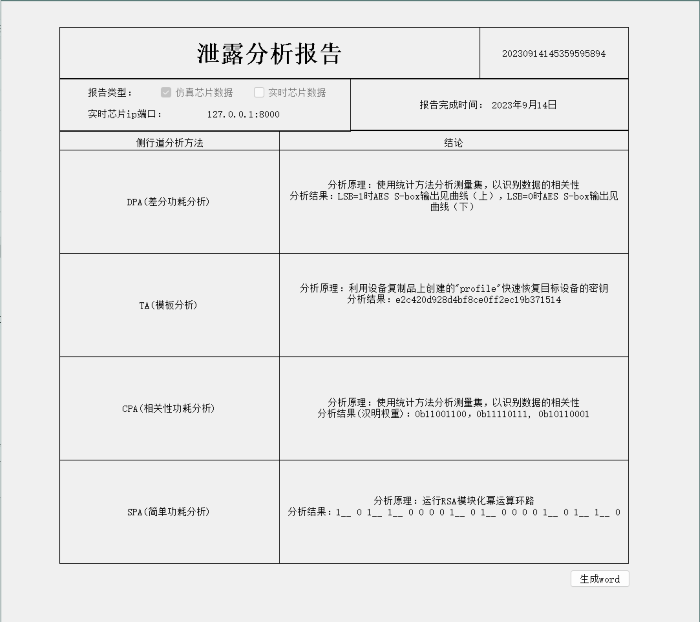 泄露分析报告
20230914145359595894
报告类型： 仿真芯片数据 实时芯片数据
实时芯片ip端口： 127.0.0.1:8000
报告完成时间： 2023年9月14日
侧行道分析方法
结论
DPA(差分功耗分析)
分析原理：使用统计方法分析测量集，以识别数据的相关性
分析结果：LSB=1时AES S-box输出见曲线（上），LSB=0时AES S-box输出见
曲线（下）
TA(模板分析)
分析原理：利用设备复制品上创建的"profile"快速恢复目标设备的密钥
分析结果：e2c420d928d4bf8ce0ff2ec19b371514
CPA(相关性功耗分析)
分析原理：使用统计方法分析测量集，以识别数据的相关性
分析结果(汉明权重)：0b11001100，0b11110111, 0b10110001
SPA(简单功耗分析)
分析原理：运行RSA模块化幂运算环路
分析结果：1__ 0 1__ 1__ 0 0 0 0 1__ 0 1__ 0 0 0 0 1__ 0 1__ 1__ 0
生成word